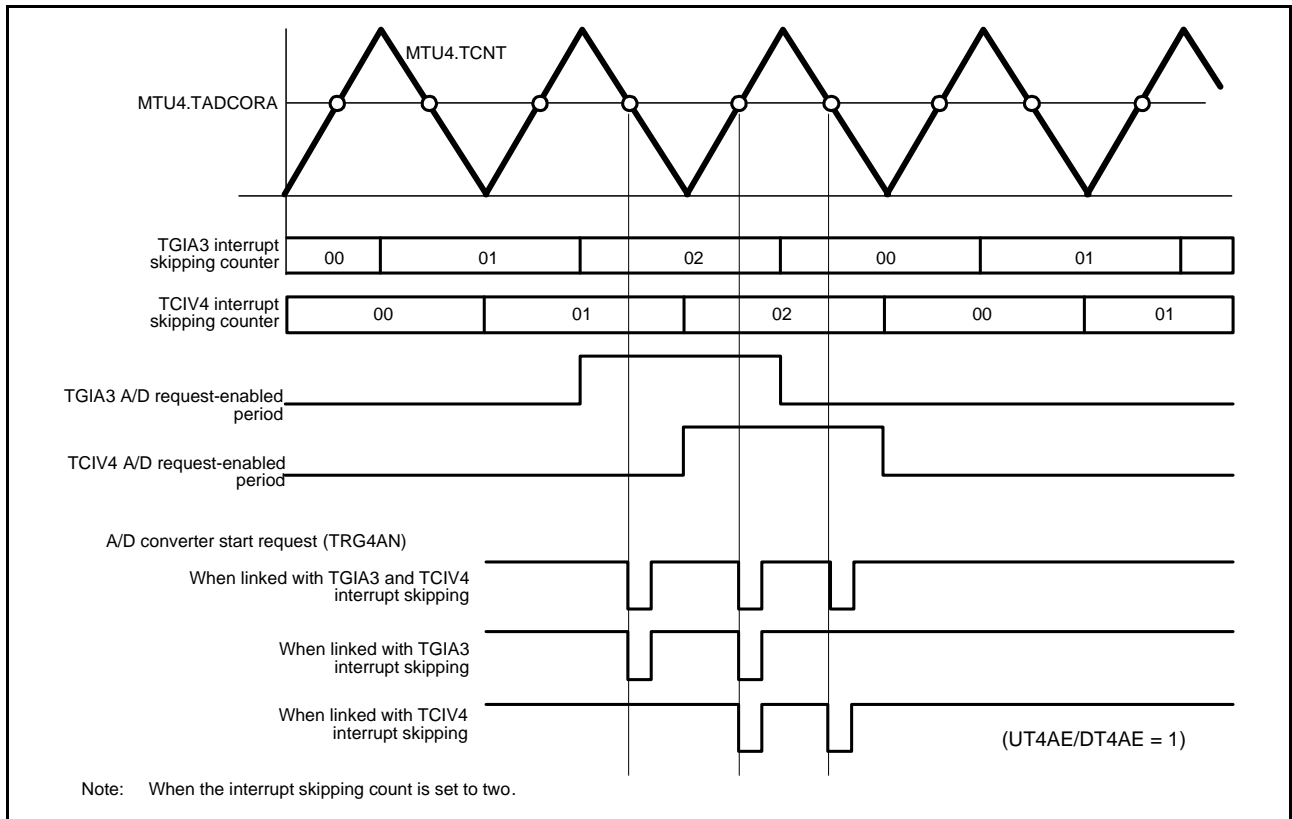 MTU4.TCNT
MTU4.TADCORA
TGIA3 interrupt
skipping counter
00 01 02 00 01
TCIV4 interrupt
skipping counter
00 01 02 00 01
TGIA3 A/D request-enabled
period
TCIV4 A/D request-enabled
period
A/D converter start request (TRG4AN)
When linked with TGIA3 and TCIV4
interrupt skipping
When linked with TGIA3
interrupt skipping
When linked with TCIV4
interrupt skipping
(UT4AE/DT4AE = 1)
Note: When the interrupt skipping count is set to two.